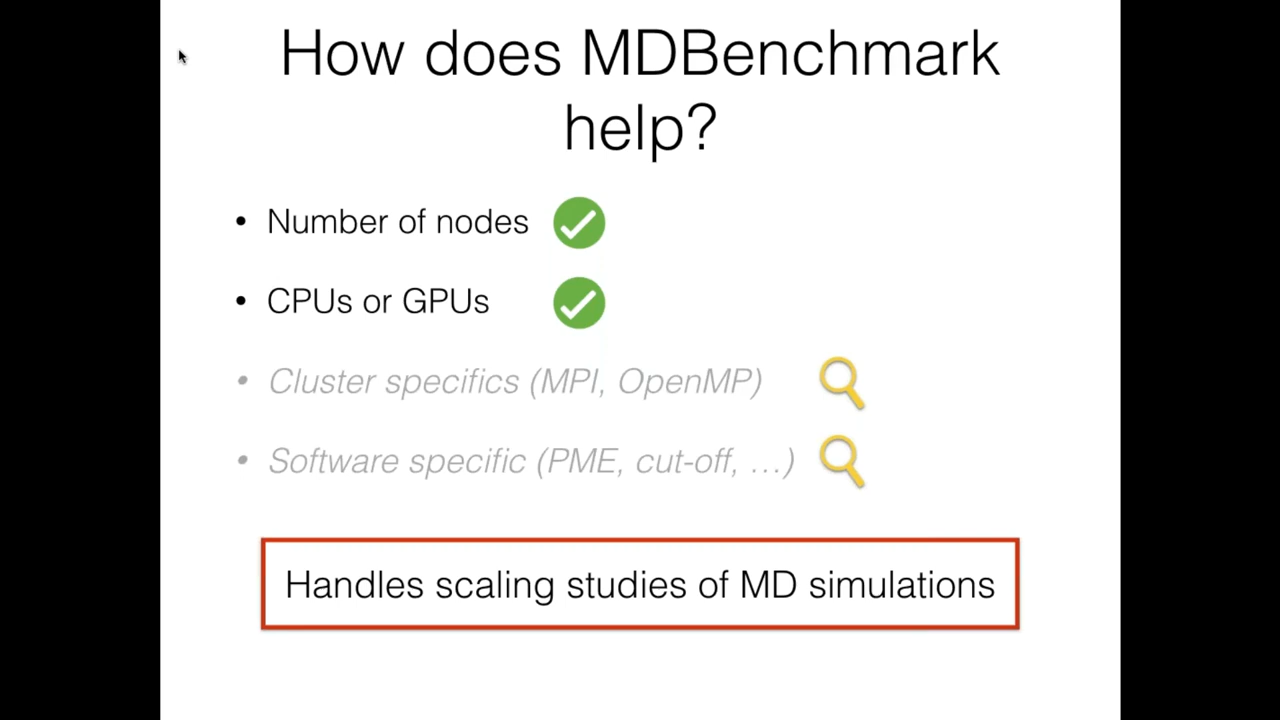 How does MDBenchmark
help?
• Number of nodes
• CPUs or GPUs
• Cluster specifics (MPI, OpenMP)
• Software specific (PME, cut-off, …)
Handles scaling studies of MD simulations